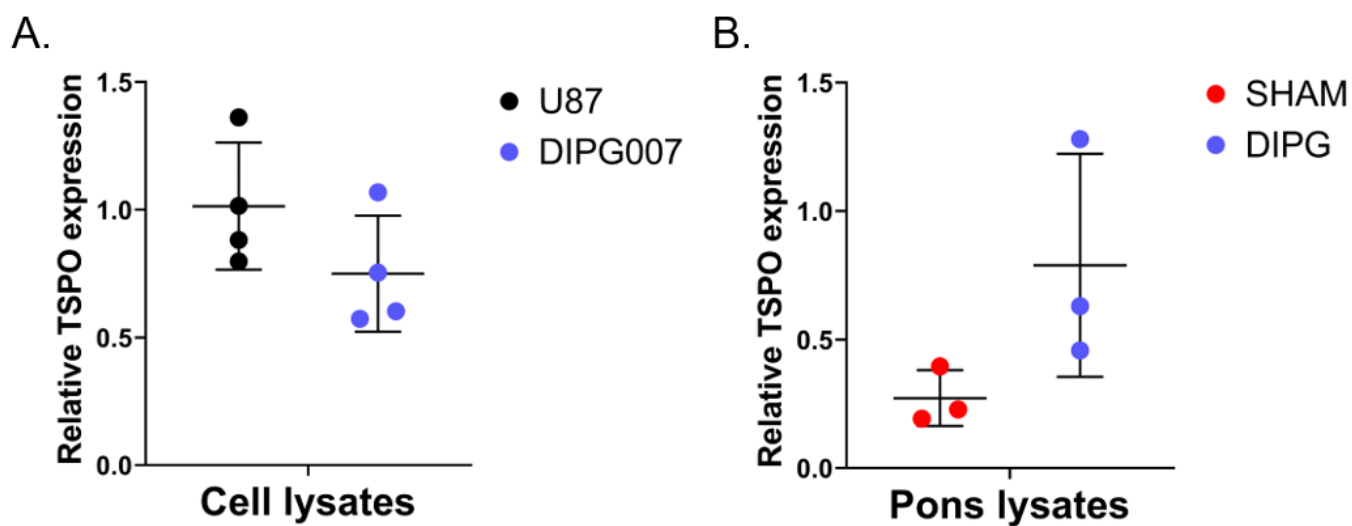 A.
Relative TSPO expression
1.5
1.0
0.5
0.0
Cell lysates
U87
DIPG007
B.
Relative TSPO expression
1.5
1.0
0.5
0.0
Pons lysates
SHAM
DIPG